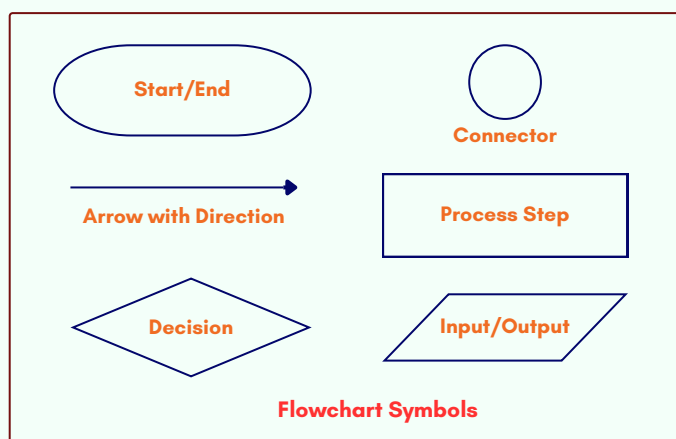 Start/End
Connector
Arrow with Direction
Process Step
Decision
Input/Output
Flowchart Symbols